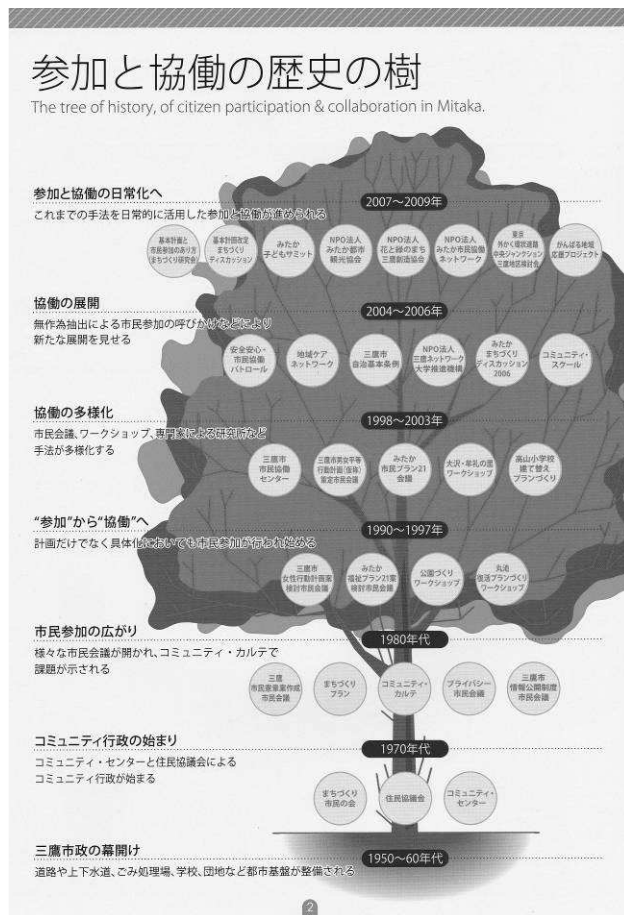 参加と協働の歴史の樹
The tree of history, of citizen participation & collaboration in Mitaka.
参加と協働の日常化へ
2007～2009年
これまでの手法を日常的に活用した参加と協働が進められる
基本計画と
市民参加のあり方
まちづくり研究会
基本計画改定
まちづくり
ディスカッション
みたか
子どもサミット
NPO法人
みたか都市
観光協会
NPO法人
花と緑のまち
三鷹創造協会
NPO法人
みたか市民協働
ネットワーク
東京
外かく環状道路
中央ジャンクション
三鷹地区検討会
がんばる地域
応援プロジェクト
協働の展開
2004～2006年
無作為抽出による市民参加の呼びかけなどにより
新たな展開を見せる
安全安心・
市民協働
パトロール
地域ケア
ネットワーク
三鷹市
自治基本条例
NPO法人
三鷹ネットワーク
大学推進機構
みたか
まちづくり
ディスカッション
2006
コミュニティ・
スクール
協働の多様化
1998～2003年
市民会議、ワークショップ、専門家による研究所など
手法が多様化する
三鷹市
市民協働
センター
三鷹市男女平等
行動計画(仮称)
策定市民会議
みたか
市民プラン21
会議
大沢・牟礼の里
ワークショップ
高山小学校
建て替え
プランづくり
“参加”から“協働”へ
1990～1997年
計画だけでなく具体化においても市民参加が行われ始める
三鷹市
女性行動計画案
検討市民会議
みたか
福祉プラン21案
検討市民会議
公園づくり
ワークショップ
丸池
復活プランづくり
ワークショップ
市民参加の広がり
1980年代
様々な市民会議が開かれ、コミュニティ・カルテで
課題が示される
三鷹
市民憲章案作成
市民会議
まちづくり
プラン
コミュニティ・
カルテ
プライバシー
市民会議
三鷹市
情報公開制度
市民会議
コミュニティ行政の始まり
1970年代
コミュニティ・センターと住民協議会による
コミュニティ行政が始まる
まちづくり
市民の会
住民協議会
コミュニティ・
センター
三鷹市政の幕開け
1950～60年代
道路や上下水道、ごみ処理場、学校、団地など都市基盤が整備される
2